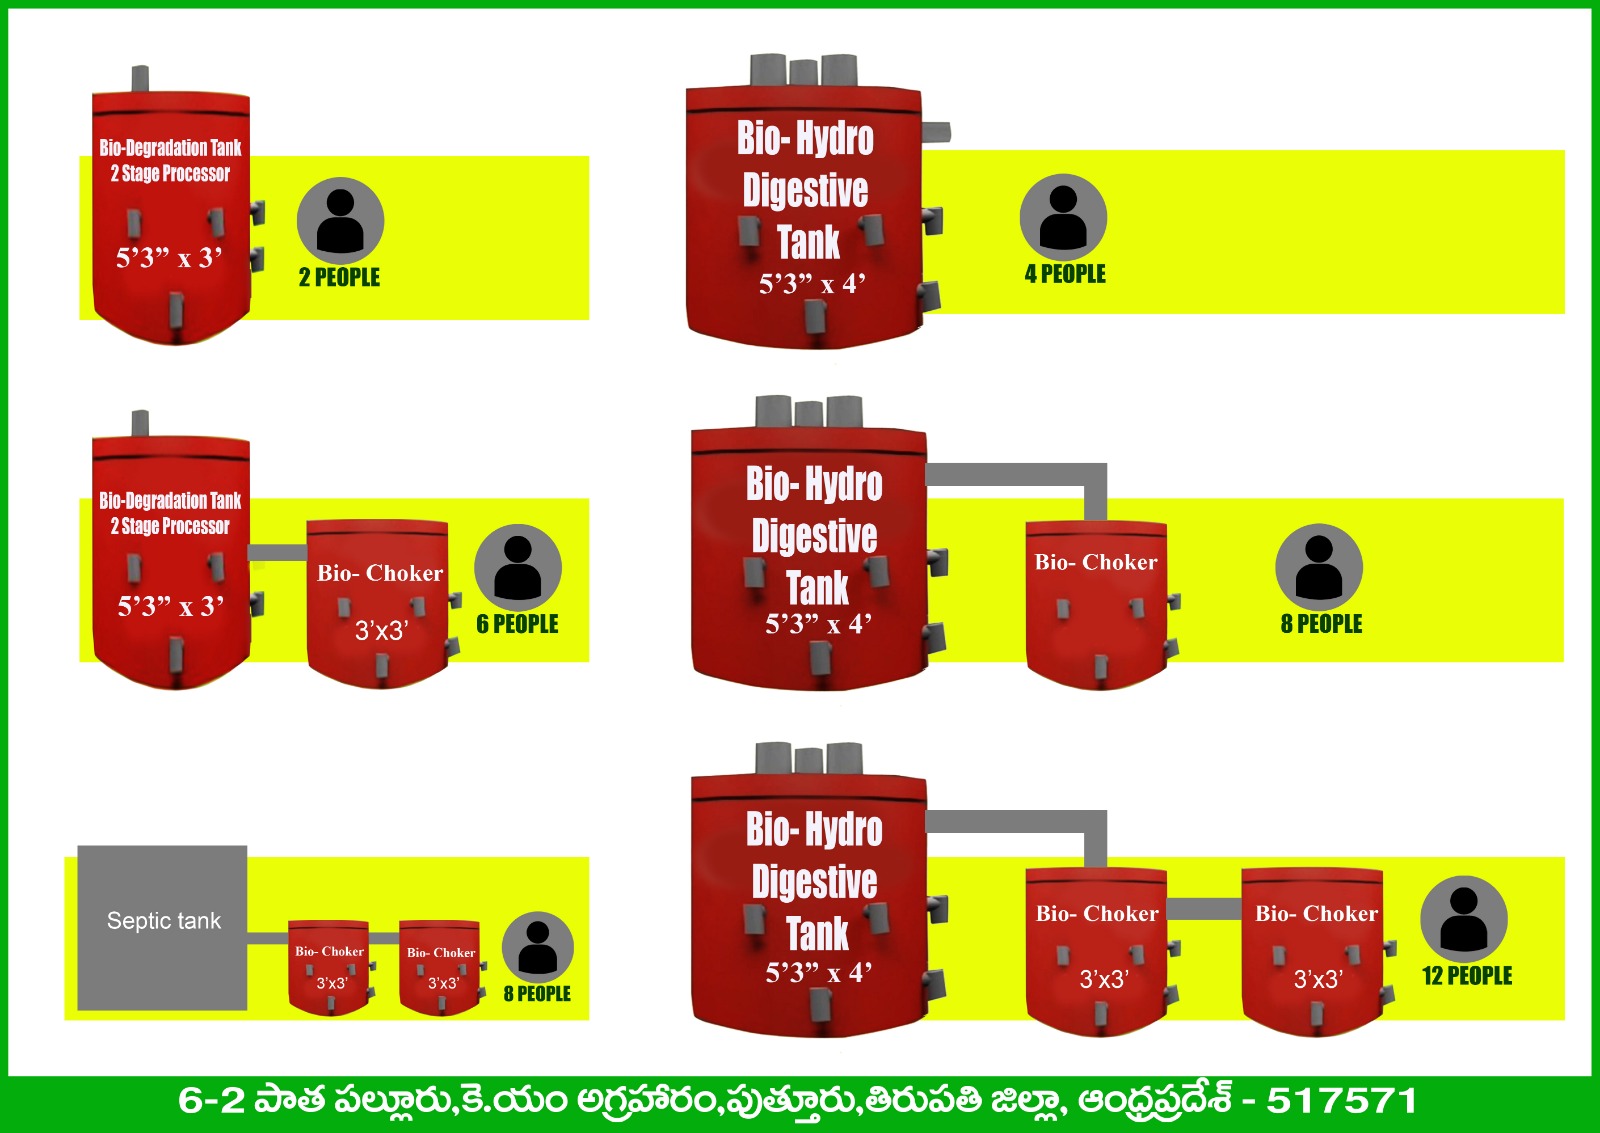 Bio-Degradation Tank
2 Stage Processor
5’3” x 3’
2 PEOPLE
Bio- Hydro
Digestive
Tank
5’3” x 4’
4 PEOPLE
Bio-Degradation Tank
2 Stage Processor
5’3” x 3’
Bio- Choker
3’x3’
6 PEOPLE
Bio- Hydro
Digestive
Tank
5’3” x 4’
Bio- Choker
8 PEOPLE
Septic tank
Bio- Choker
3’x3’
Bio- Choker
3’x3’
8 PEOPLE
Bio- Hydro
Digestive
Tank
5’3” x 4’
Bio- Choker
3’x3’
Bio- Choker
3’x3’
12 PEOPLE
6-2 పాత పల్లూరు,కె.యం అగ్రహారం,పుత్తూరు,తిరుపతి జిల్లా, ఆంధ్రప్రదేశ్ - 517571